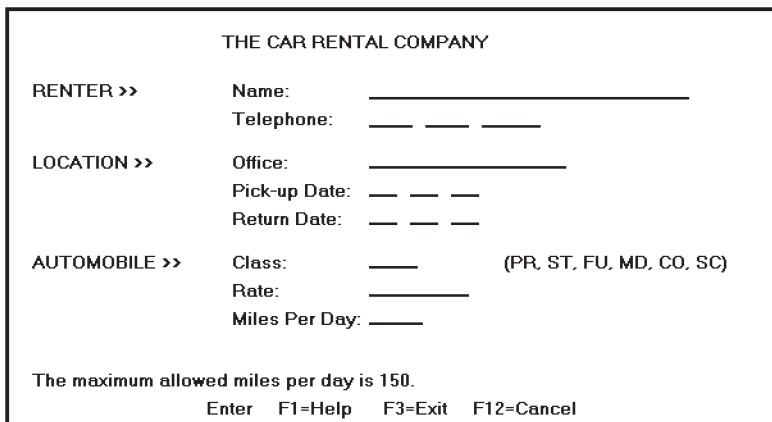 THE CAR RENTAL COMPANY
RENTER >> Name:
Telephone:
LOCATION >> Office:
Pick-up Date:
Return Date:
AUTOMOBILE >> Class: (PR, ST, FU, MD, CO, SC)
Rate:
Miles Per Day:
The maximum allowed miles per day is 150.
Enter F1=Help F3=Exit F12=Cancel